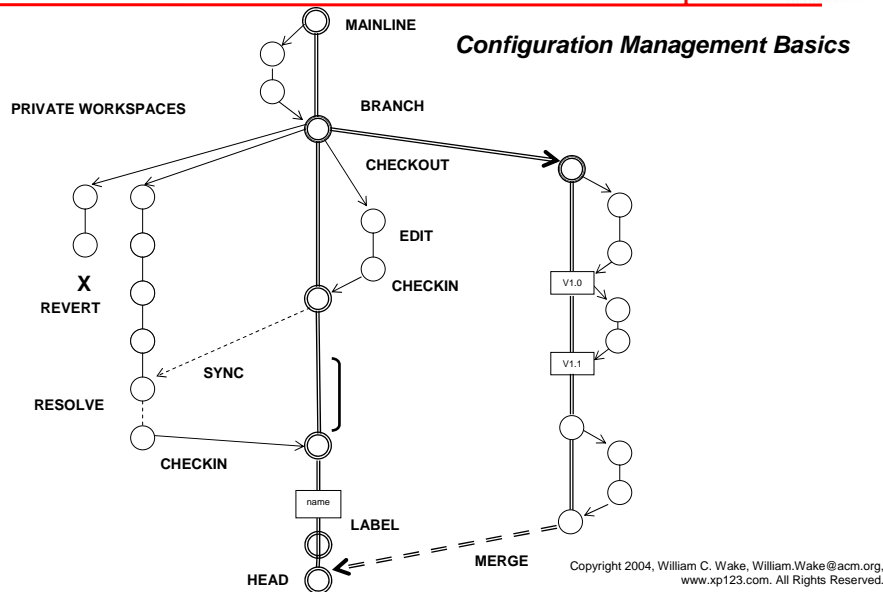 MAINLINE
Configuration Management Basics
PRIVATE WORKSPACES
BRANCH
CHECKOUT
EDIT
CHECKIN
V1.0
X
REVERT
SYNC
V1.1
RESOLVE
CHECKIN
name
LABEL
MERGE
HEAD
Copyright 2004, William C. Wake, William.Wake@acm.org,
www.xp123.com. All Rights Reserved.